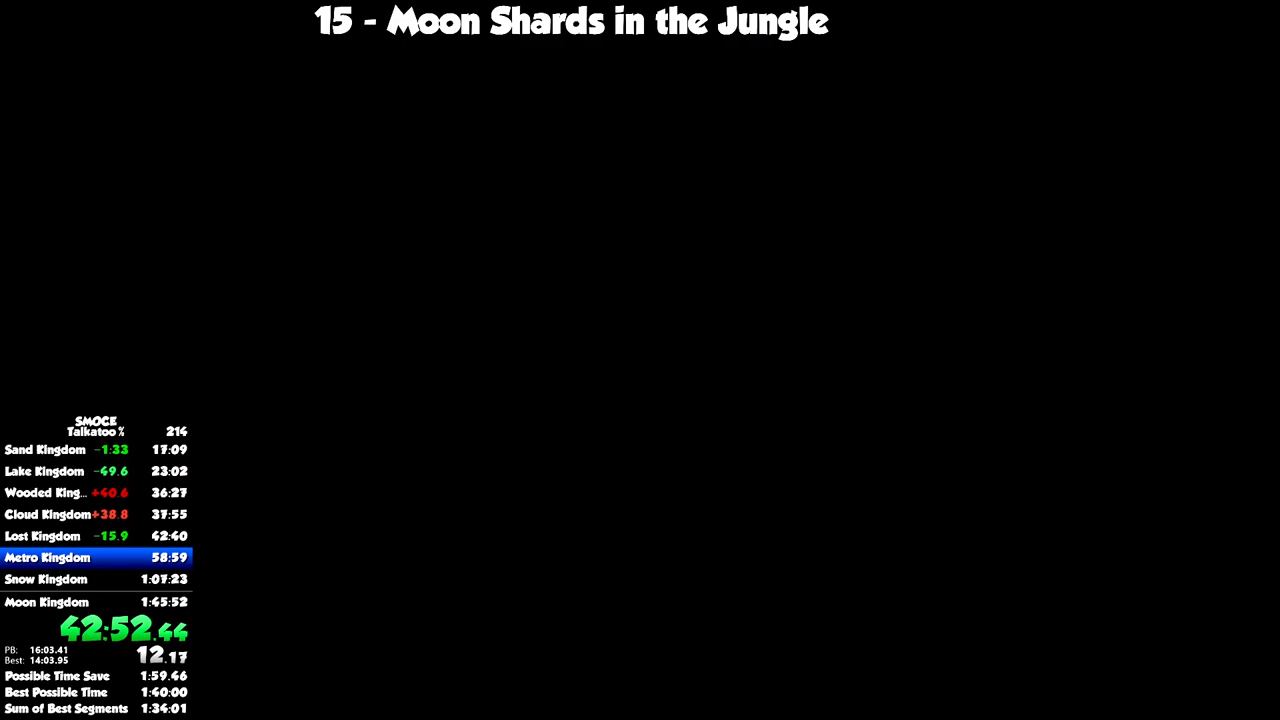 15 - Moon Shards in the Jungle
SMOCE
Talkatoo% 214
Sand Kingdom -1:33 17:09
Lake Kingdom -49.6 23:02
Wooded King... +40.6 36:27
Cloud Kingdom +38.8 37:55
Lost Kingdom -15.9 42:40
Metro Kingdom 58:59
Snow Kingdom 1:07:23
Moon Kingdom 1:45:52
42:52.44
PB: 16:03.41
Best: 14:03.95
12.17
Possible Time Save 1:59.46
Best Possible Time 1:40:00
Sum of Best Segments 1:34:01